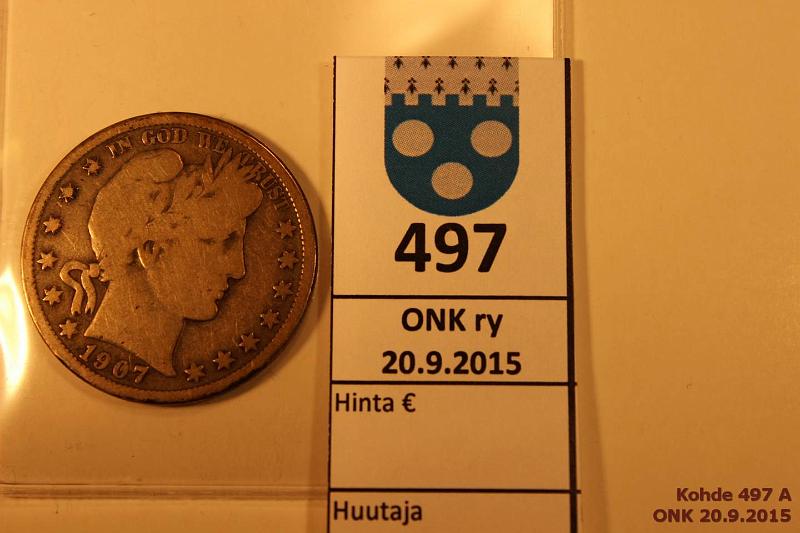 IN GOD WE TRUST
1907
497
ONK ry
20.9.2015
Hinta €
Huutaja
Kohde 497 A
ONK 20.9.2015